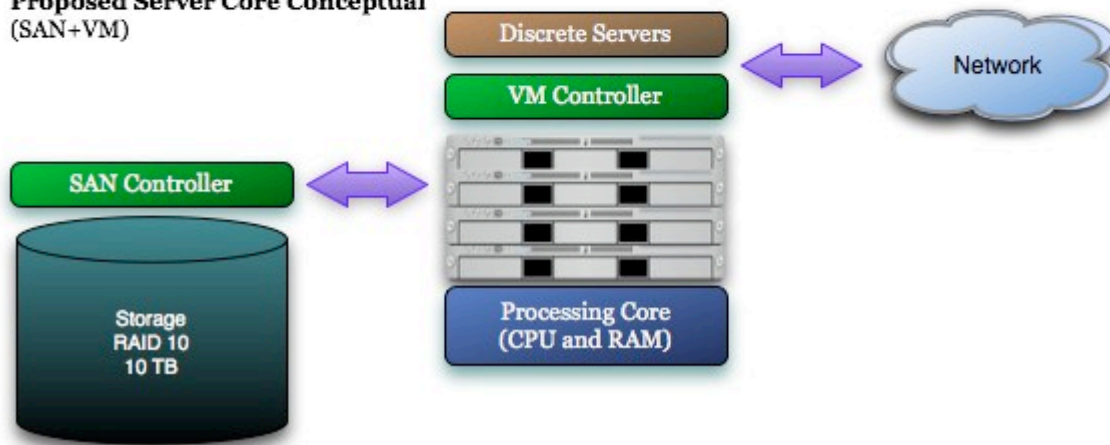 Proposed Server Core Conceptual
(SAN+VM)
Discrete Servers
VM Controller
Network
SAN Controller
Storage
RAID 10
10 TB
Processing Core
(CPU and RAM)